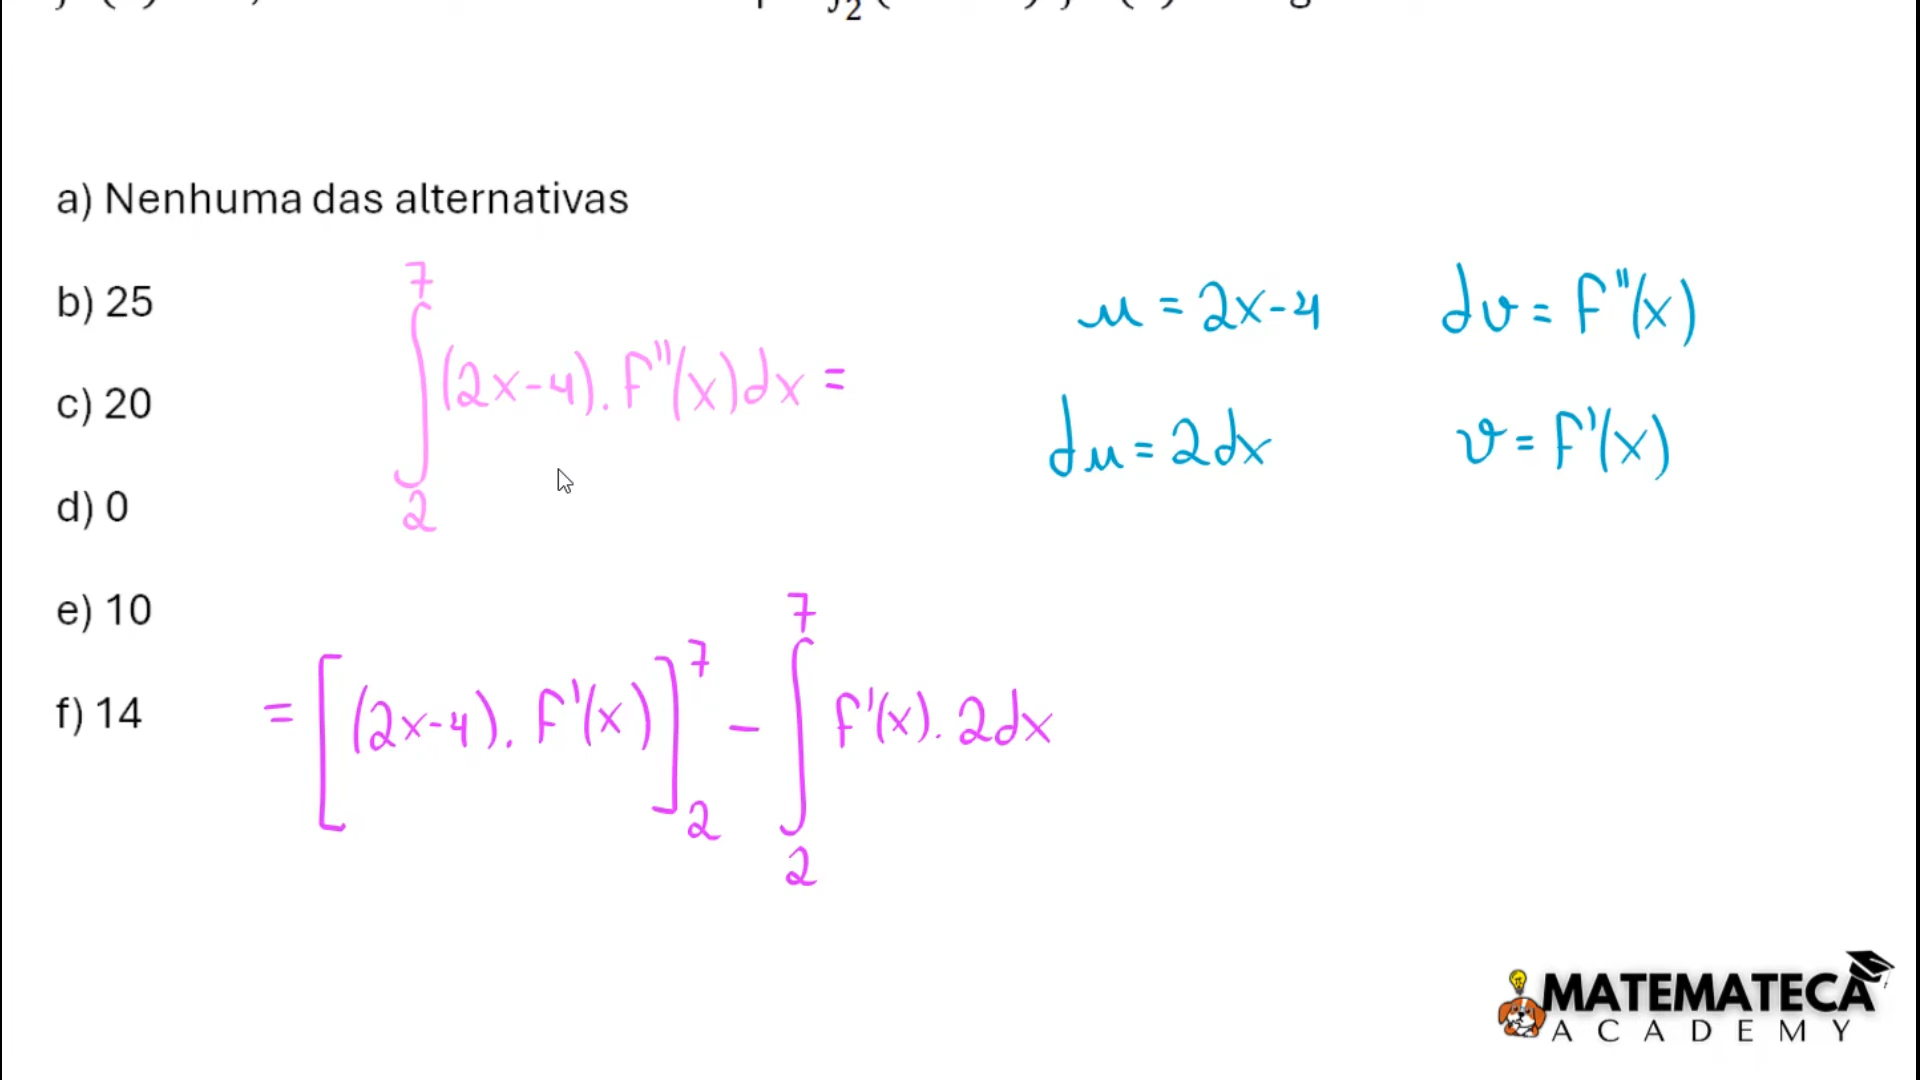 a) Nenhuma das alternativas
b) 25
c) 20
d) 0
e) 10
f) 14
∫₂⁷ (2x-4).f''(x)dx =
u = 2x-4
dv = f''(x)
du = 2dx
v = f'(x)
= [(2x-4). f'(x)]₂⁷ - ∫₂⁷ f'(x). 2dx
MATEMATECA
ACADEMY